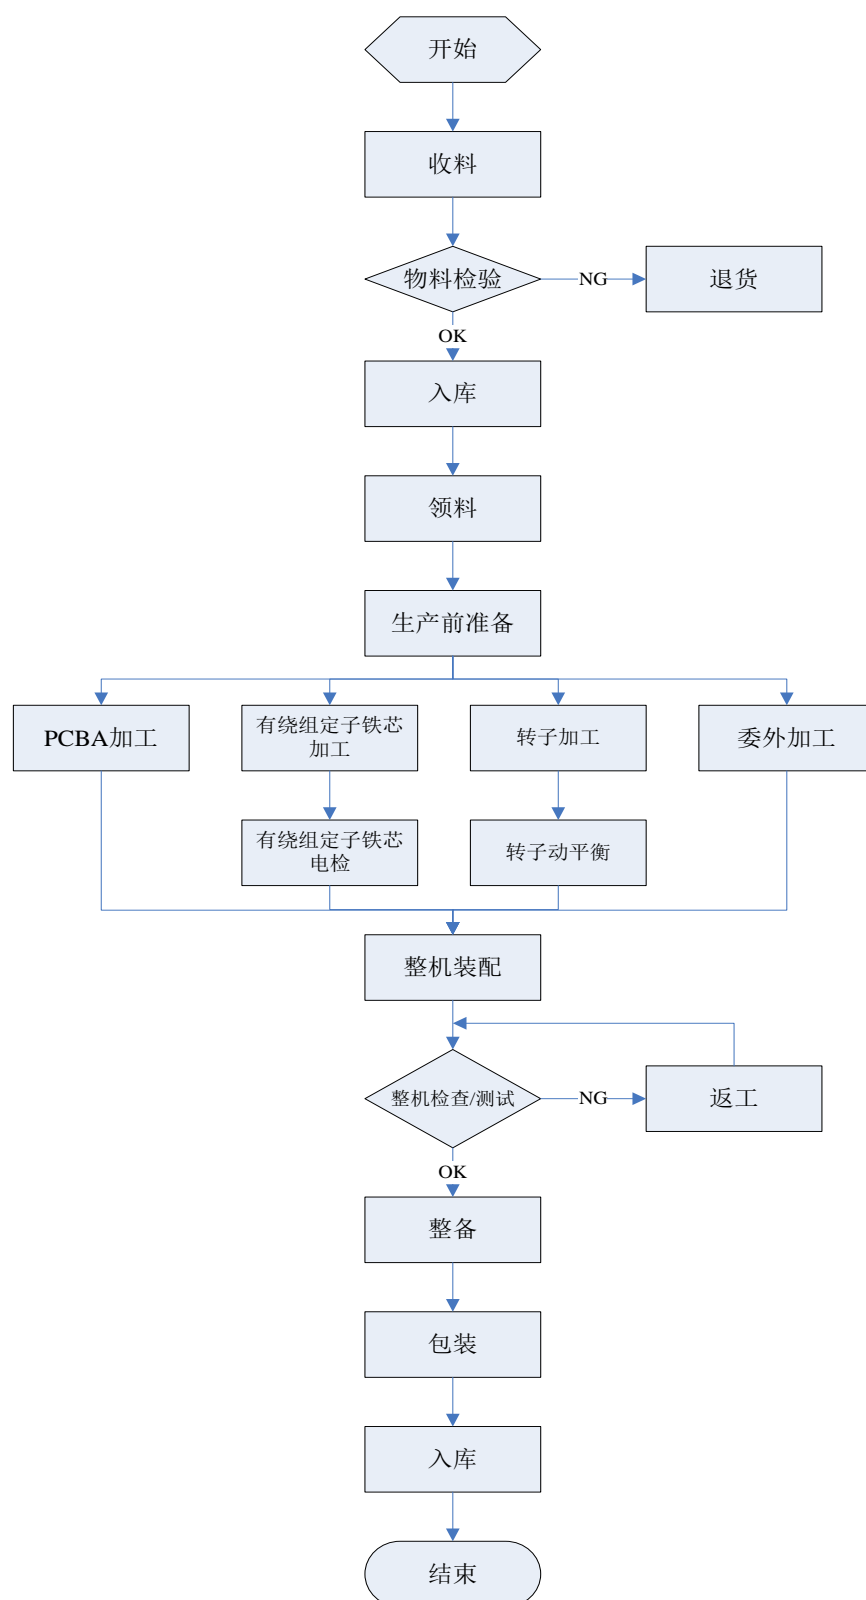 开始
收料
物料检验
NG
退货
OK
入库
领料
生产前准备
PCBA加工
有绕组定子铁芯
加工
转子加工
委外加工
有绕组定子铁芯
电检
转子动平衡
整机装配
整机检查/测试
NG
返工
OK
整备
包装
入库
结束